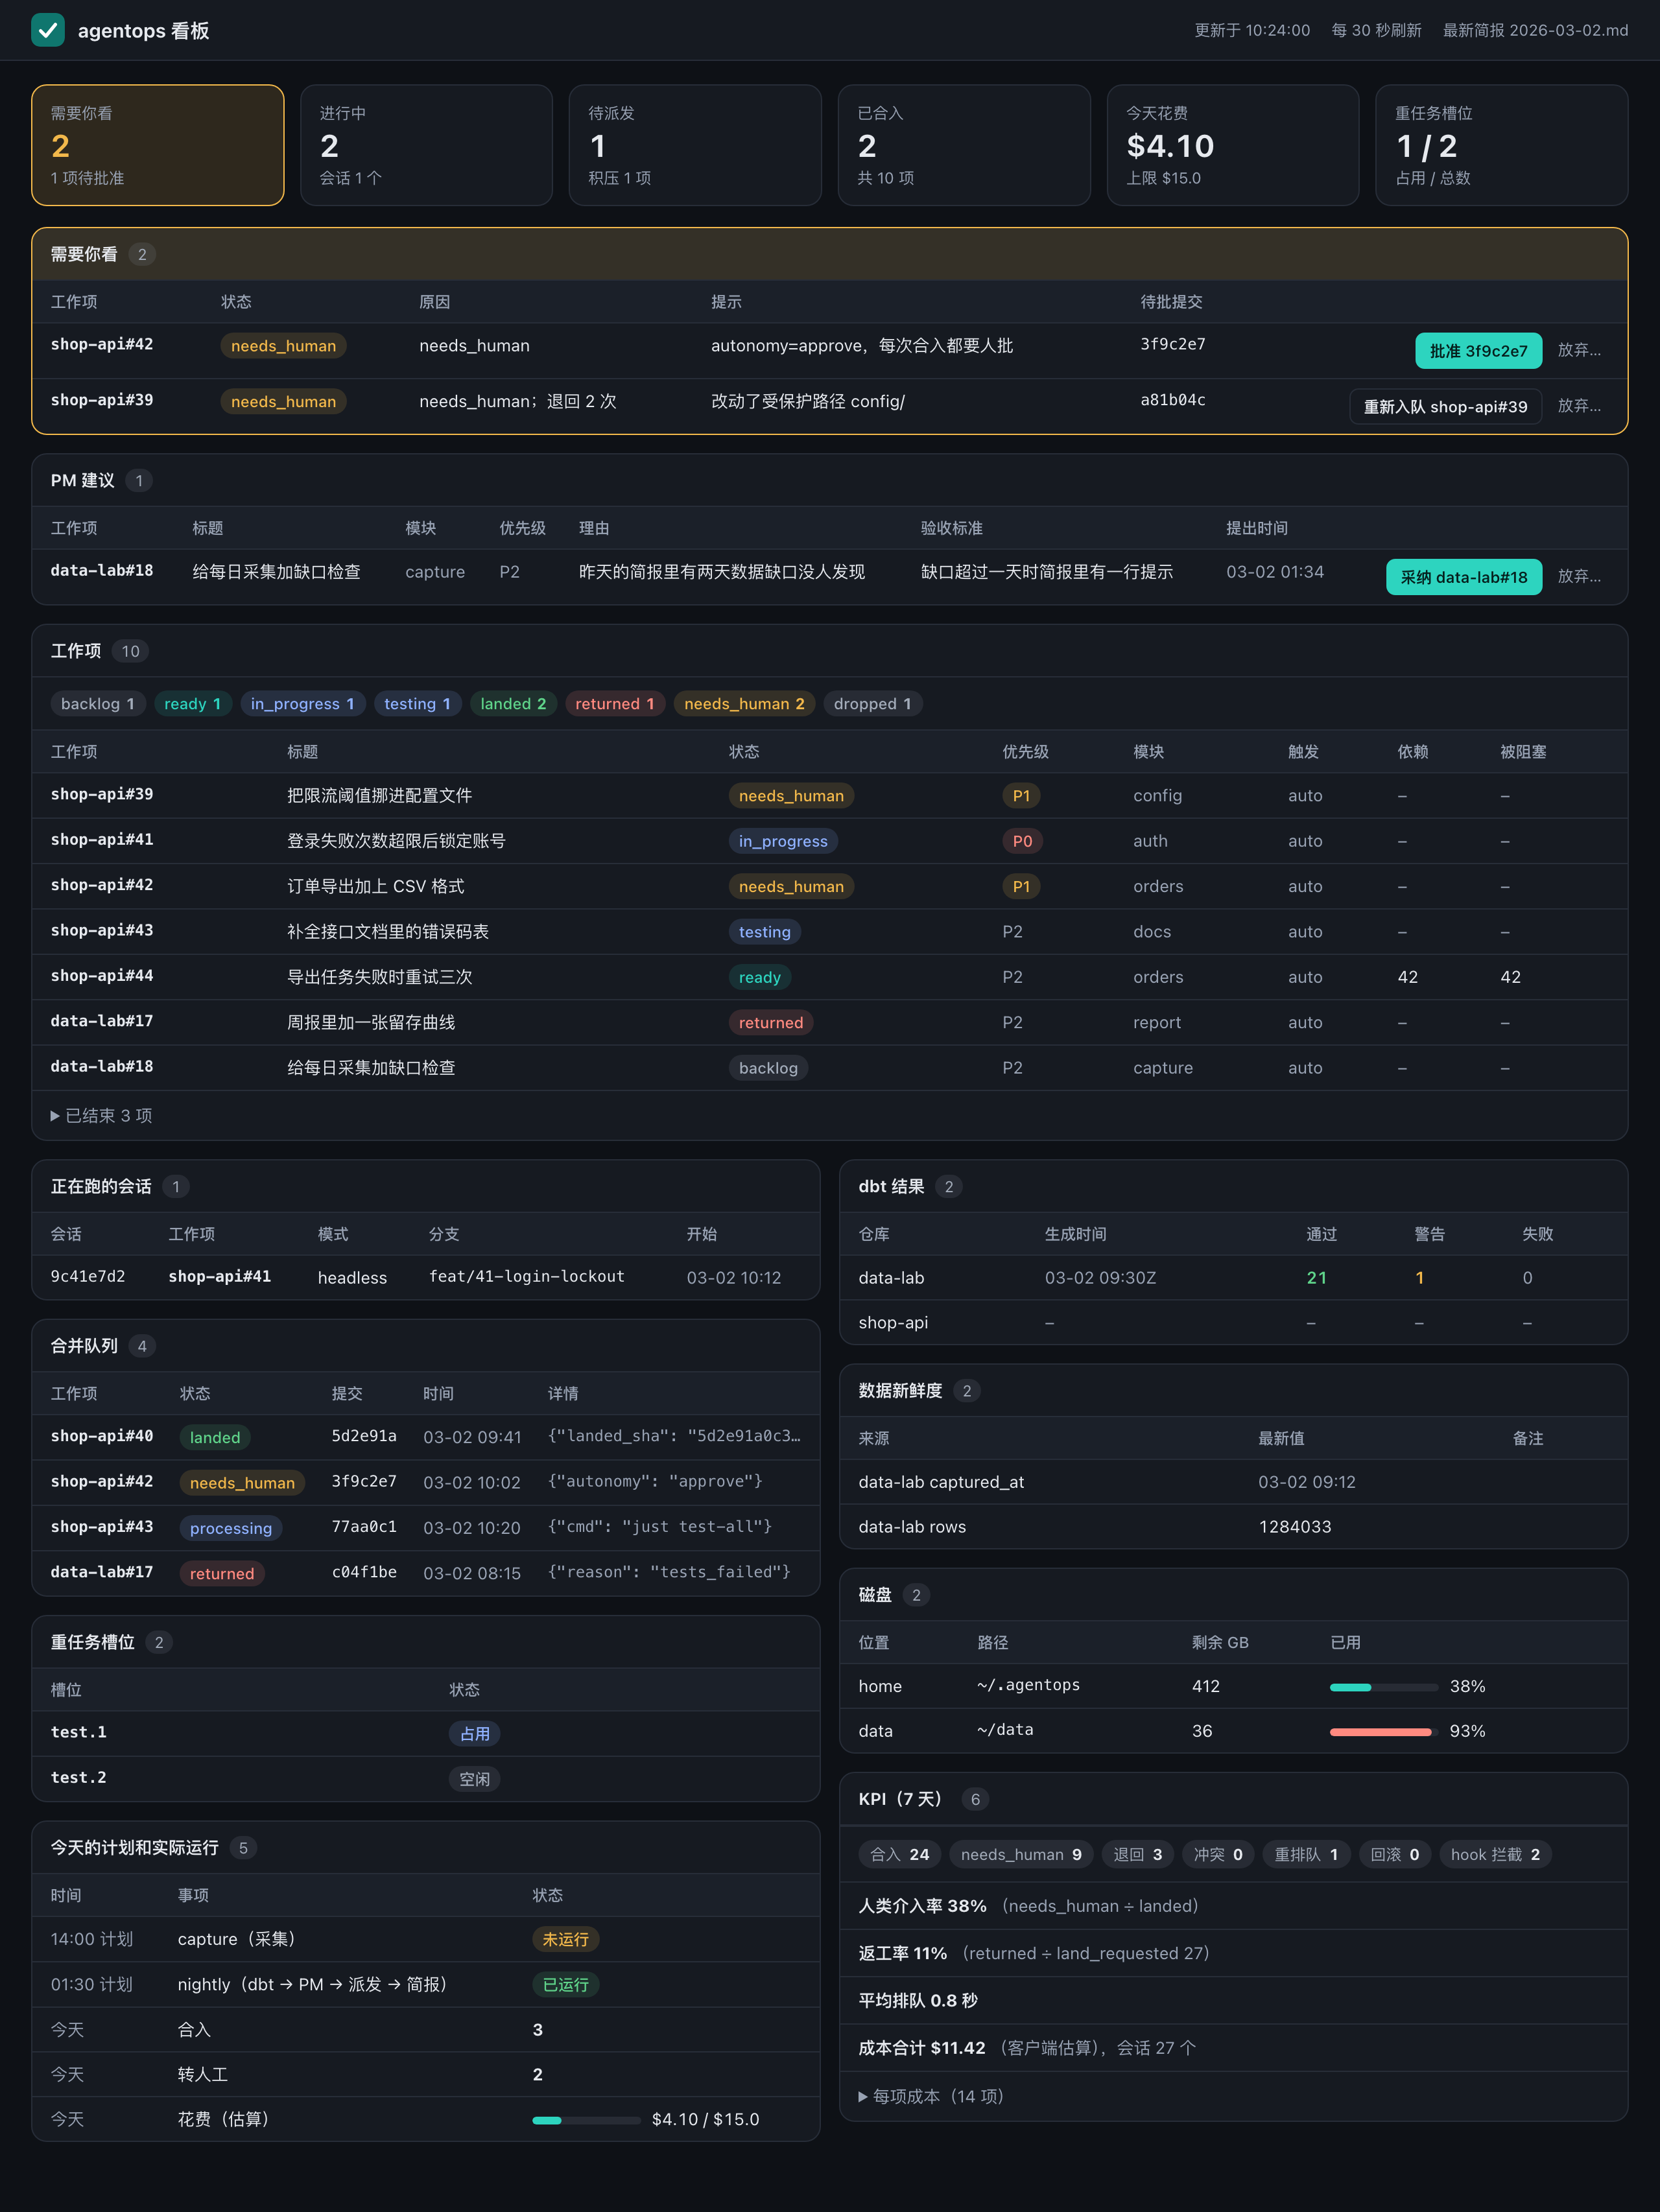 agentops 看板
更新于 10:24:00 每 30 秒刷新 最新简报 2026-03-02.md
需要你看 进行中 待派发 已合入 今天花费 重任务槽位
2 2 1 2 $4.10 1 / 2
1 项待批准 会话 1 个 积压 1 项 共 10 项 上限 $15.0 占用 / 总数
需要你看 2
工作项 状态 原因 提示 待批提交
shop-api#42 needs_human needs_human autonomy=approve，每次合入都要人批 3f9c2e7 批准 3f9c2e7 放弃…
shop-api#39 needs_human needs_human；退回 2 次 改动了受保护路径 config/ a81b04c 重新入队 shop-api#39 放弃…
PM 建议 1
工作项 标题 模块 优先级 理由 验收标准 提出时间
data-lab#18 给每日采集加缺口检查 capture P2 昨天的简报里有两天数据缺口没人发现 缺口超过一天时简报里有一行提示 03-02 01:34 采纳 data-lab#18 放弃…
工作项 10
backlog 1 ready 1 in_progress 1 testing 1 landed 2 returned 1 needs_human 2 dropped 1
工作项 标题 状态 优先级 模块 触发 依赖 被阻塞
shop-api#39 把限流阈值挪进配置文件 needs_human P1 config auto – –
shop-api#41 登录失败次数超限后锁定账号 in_progress P0 auth auto – –
shop-api#42 订单导出加上 CSV 格式 needs_human P1 orders auto – –
shop-api#43 补全接口文档里的错误码表 testing P2 docs auto – –
shop-api#44 导出任务失败时重试三次 ready P2 orders auto 42 42
data-lab#17 周报里加一张留存曲线 returned P2 report auto – –
data-lab#18 给每日采集加缺口检查 backlog P2 capture auto – –
▶ 已结束 3 项
正在跑的会话 1
会话 工作项 模式 分支 开始
9c41e7d2 shop-api#41 headless feat/41-login-lockout 03-02 10:12
合并队列 4
工作项 状态 提交 时间 详情
shop-api#40 landed 5d2e91a 03-02 09:41 {"landed_sha": "5d2e91a0c3…
shop-api#42 needs_human 3f9c2e7 03-02 10:02 {"autonomy": "approve"}
shop-api#43 processing 77aa0c1 03-02 10:20 {"cmd": "just test-all"}
data-lab#17 returned c04f1be 03-02 08:15 {"reason": "tests_failed"}
重任务槽位 2
槽位 状态
test.1 占用
test.2 空闲
今天的计划和实际运行 5
时间 事项 状态
14:00 计划 capture（采集） 未运行
01:30 计划 nightly（dbt → PM → 派发 → 简报） 已运行
今天 合入 3
今天 转人工 2
今天 花费（估算） $4.10 / $15.0
dbt 结果 2
仓库 生成时间 通过 警告 失败
data-lab 03-02 09:30Z 21 1 0
shop-api – – – –
数据新鲜度 2
来源 最新值 备注
data-lab captured_at 03-02 09:12
data-lab rows 1284033
磁盘 2
位置 路径 剩余 GB 已用
home ~/.agentops 412 38%
data ~/data 36 93%
KPI（7 天） 6
合入 24 needs_human 9 退回 3 冲突 0 重排队 1 回滚 0 hook 拦截 2
人类介入率 38% （needs_human ÷ landed）
返工率 11% （returned ÷ land_requested 27）
平均排队 0.8 秒
成本合计 $11.42 （客户端估算），会话 27 个
▶ 每项成本（14 项）